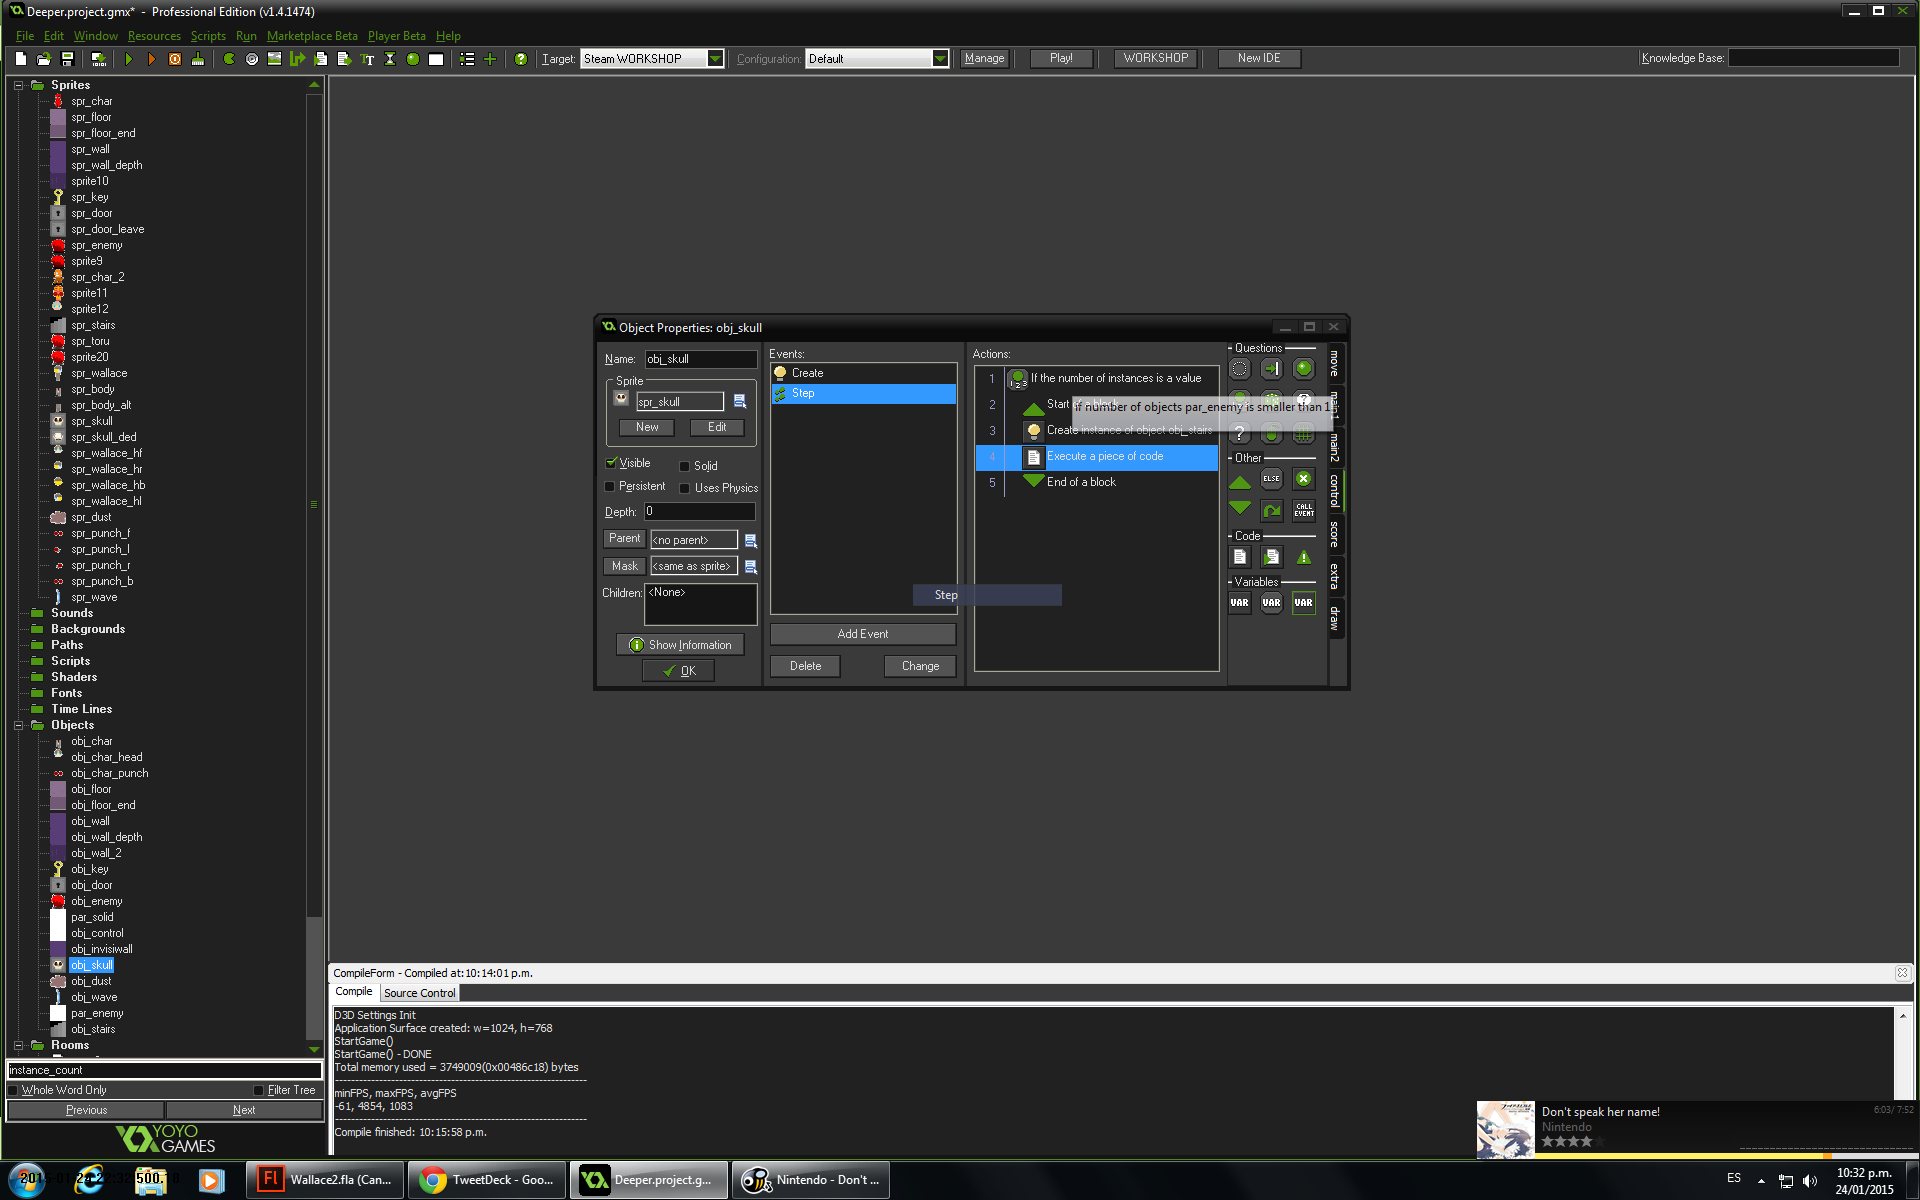 Deeper.project.gmx*  -  Professional Edition (v1.4.1474)
File Edit Window Resources Scripts Run Marketplace Beta Player Beta Help
Target: Steam WORKSHOP Configuration: Default Manage Play! WORKSHOP New IDE Knowledge Base:
Sprites
spr_char
spr_floor
spr_floor_end
spr_wall
spr_wall_depth
sprite10
spr_key
spr_door
spr_door_leave
spr_enemy
sprite9
spr_char_2
sprite11
sprite12
spr_stairs
spr_toru
sprite20
spr_wallace
spr_body
spr_body_alt
spr_skull
spr_skull_ded
spr_wallace_hf
spr_wallace_hr
spr_wallace_hb
spr_wallace_hl
spr_dust
spr_punch_f
spr_punch_l
spr_punch_r
spr_punch_b
spr_wave
Sounds
Backgrounds
Paths
Scripts
Shaders
Fonts
Time Lines
Objects
obj_char
obj_char_head
obj_char_punch
obj_floor
obj_floor_end
obj_wall
obj_wall_depth
obj_wall_2
obj_key
obj_door
obj_enemy
par_solid
obj_control
obj_invisiwall
obj_skull
obj_dust
obj_wave
par_enemy
obj_stairs
Rooms
instance_count
Whole Word Only Filter Tree
Previous Next
YOYO
GAMES
Object Properties: obj_skull
Name: obj_skull
Sprite
spr_skull
New Edit
Visible Solid
Persistent Uses Physics
Depth: 0
Parent <no parent>
Mask <same as sprite>
Children: <None>
Show Information
OK
Events:
Create
Step
Step
Add Event
Delete Change
Actions:
1 If the number of instances is a value
2 Start of a block
If number of objects par_enemy is smaller than 1
3 Create instance of object obj_stairs
4 Execute a piece of code
5 End of a block
Questions
Other
ELSE
CALL EVENT
Code
Variables
VAR VAR VAR
move
main1
main2
control
score
extra
draw
CompileForm - Compiled at:10:14:01 p.m.
Compile Source Control
D3D Settings Init
Application Surface created: w=1024, h=768
StartGame()
StartGame() - DONE
Total memory used = 3749009(0x00486c18) bytes
minFPS, maxFPS, avgFPS
-61, 4854, 1083
Compile finished: 10:15:58 p.m.
Don't speak her name! 6:03/ 7:52
Nintendo
Wallace2.fla (Can... TweetDeck - Goo... Deeper.project.g... Nintendo - Don't ...
ES
10:32 p.m.
24/01/2015